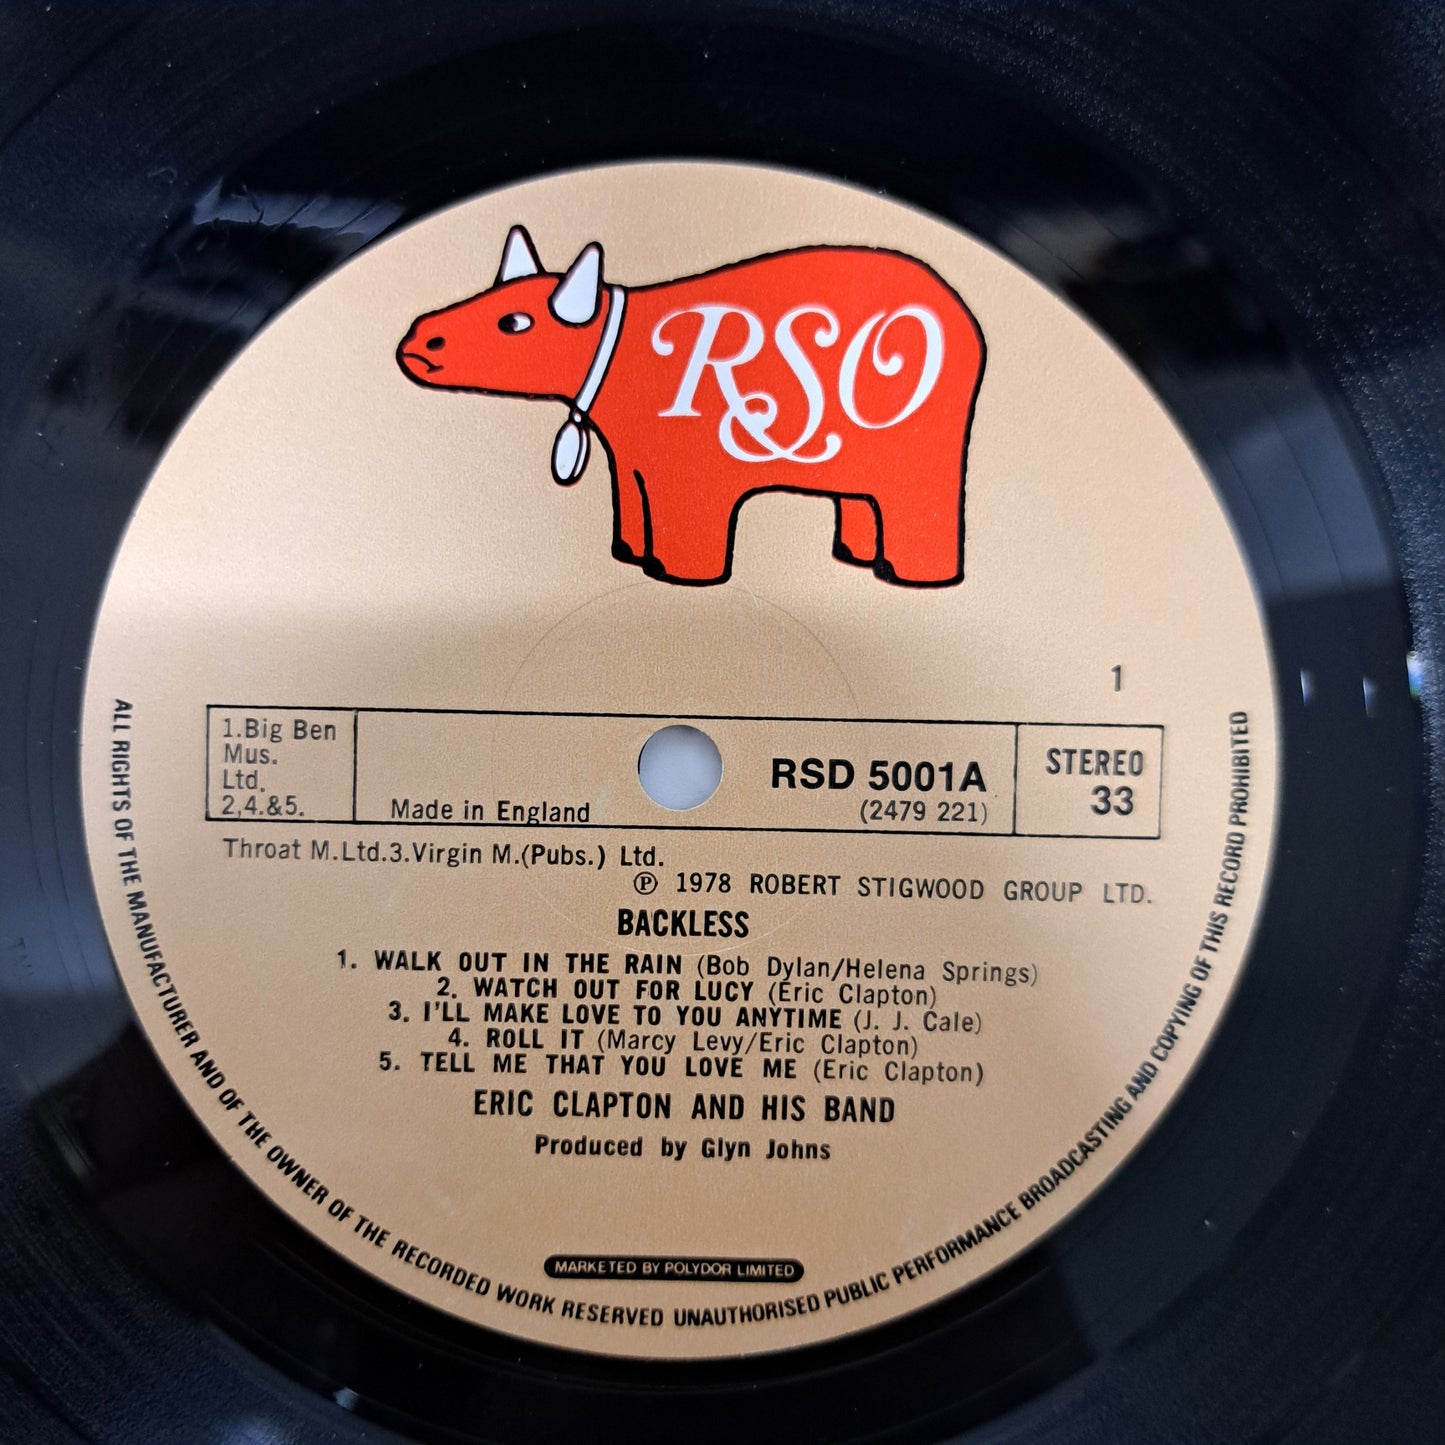 RSO
1
1.Big Ben
Mus.
Ltd.
2,4.&5.
Made in England
RSD 5001A
(2479 221)
STEREO
33
Throat M.Ltd.3.Virgin M.(Pubs.) Ltd.
Ⓟ 1978 ROBERT STIGWOOD GROUP LTD.
BACKLESS
1. WALK OUT IN THE RAIN (Bob Dylan/Helena Springs)
2. WATCH OUT FOR LUCY (Eric Clapton)
3. I'LL MAKE LOVE TO YOU ANYTIME (J. J. Cale)
4. ROLL IT (Marcy Levy/Eric Clapton)
5. TELL ME THAT YOU LOVE ME (Eric Clapton)
ERIC CLAPTON AND HIS BAND
Produced by Glyn Johns
MARKETED BY POLYDOR LIMITED
ALL RIGHTS OF THE MANUFACTURER AND OF THE OWNER OF THE RECORDED WORK RESERVED UNAUTHORISED PUBLIC PERFORMANCE BROADCASTING AND COPYING OF THIS RECORD PROHIBITED